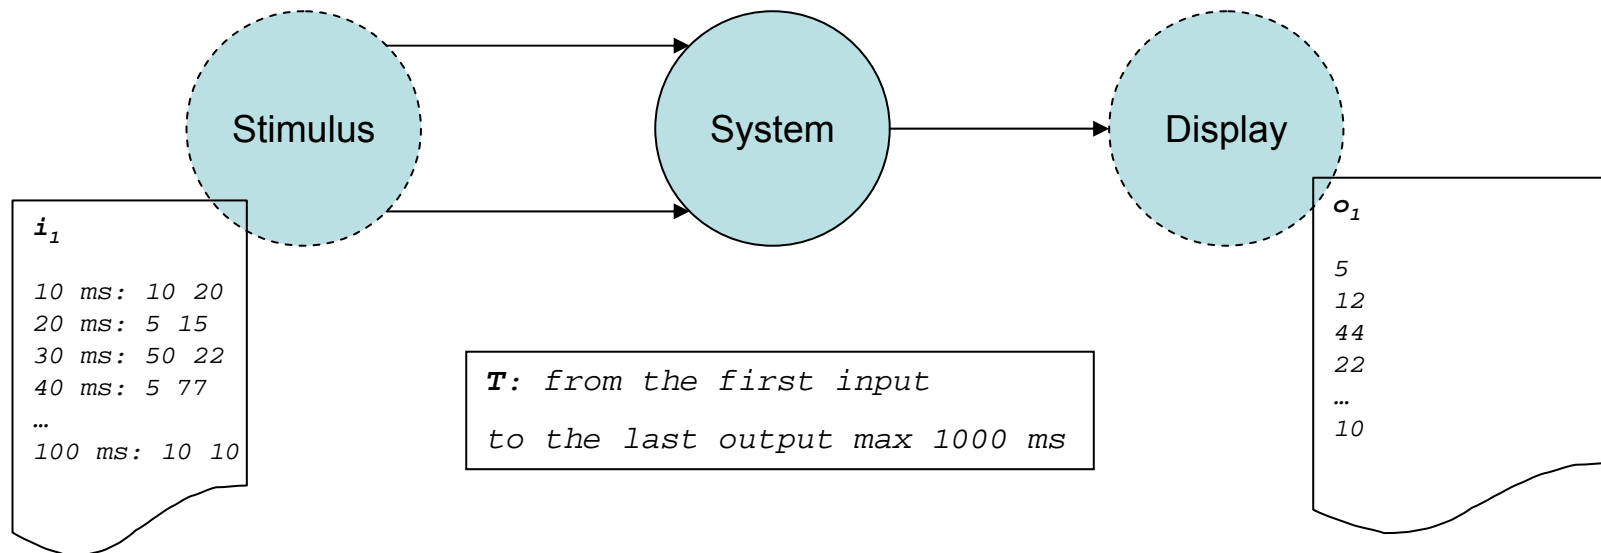 Stimulus
System
Display
i₁
10 ms: 10 20
20 ms: 5 15
30 ms: 50 22
40 ms: 5 77
…
100 ms: 10 10
T: from the first input
to the last output max 1000 ms
o₁
5
12
44
22
…
10